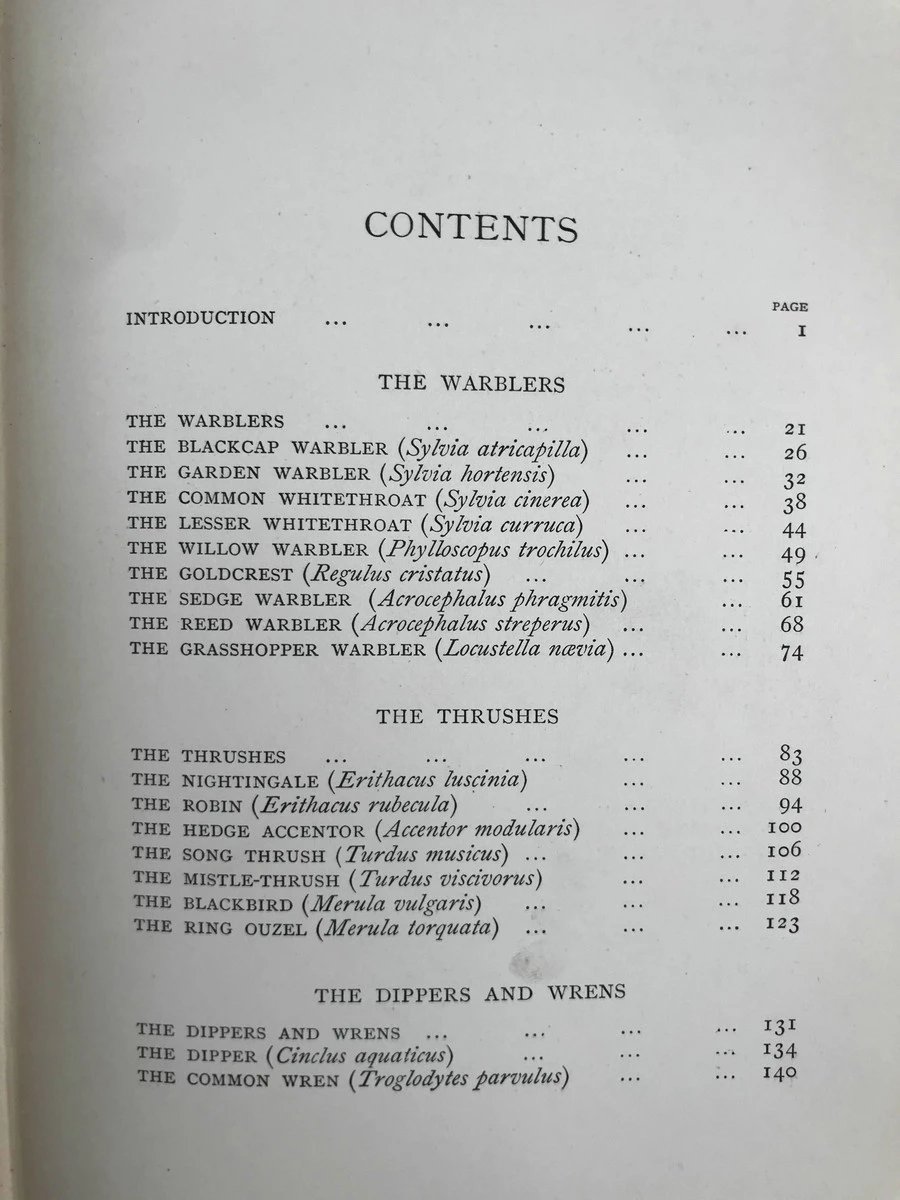 CONTENTS
PAGE
INTRODUCTION ... ... ... ... ... 1
THE WARBLERS
THE WARBLERS ... ... ... ... ... 21
THE BLACKCAP WARBLER (Sylvia atricapilla) ... ... 26
THE GARDEN WARBLER (Sylvia hortensis) ... ... 32
THE COMMON WHITETHROAT (Sylvia cinerea) ... ... 38
THE LESSER WHITETHROAT (Sylvia curruca) ... ... 44
THE WILLOW WARBLER (Phylloscopus trochilus) ... ... 49
THE GOLDCREST (Regulus cristatus) ... ... ... 55
THE SEDGE WARBLER (Acrocephalus phragmitis) ... 61
THE REED WARBLER (Acrocephalus streperus) ... ... 68
THE GRASSHOPPER WARBLER (Locustella nævia) ... ... 74
THE THRUSHES
THE THRUSHES ... ... ... ... ... 83
THE NIGHTINGALE (Erithacus luscinia) ... ... 88
THE ROBIN (Erithacus rubecula) ... ... ... 94
THE HEDGE ACCENTOR (Accentor modularis) ... ... 100
THE SONG THRUSH (Turdus musicus) ... ... ... 106
THE MISTLE-THRUSH (Turdus viscivorus) ... ... 112
THE BLACKBIRD (Merula vulgaris) ... ... ... 118
THE RING OUZEL (Merula torquata) ... ... ... 123
THE DIPPERS AND WRENS
THE DIPPERS AND WRENS ... ... ... ... 131
THE DIPPER (Cinclus aquaticus) ... ... ... 134
THE COMMON WREN (Troglodytes parvulus) ... ... 140